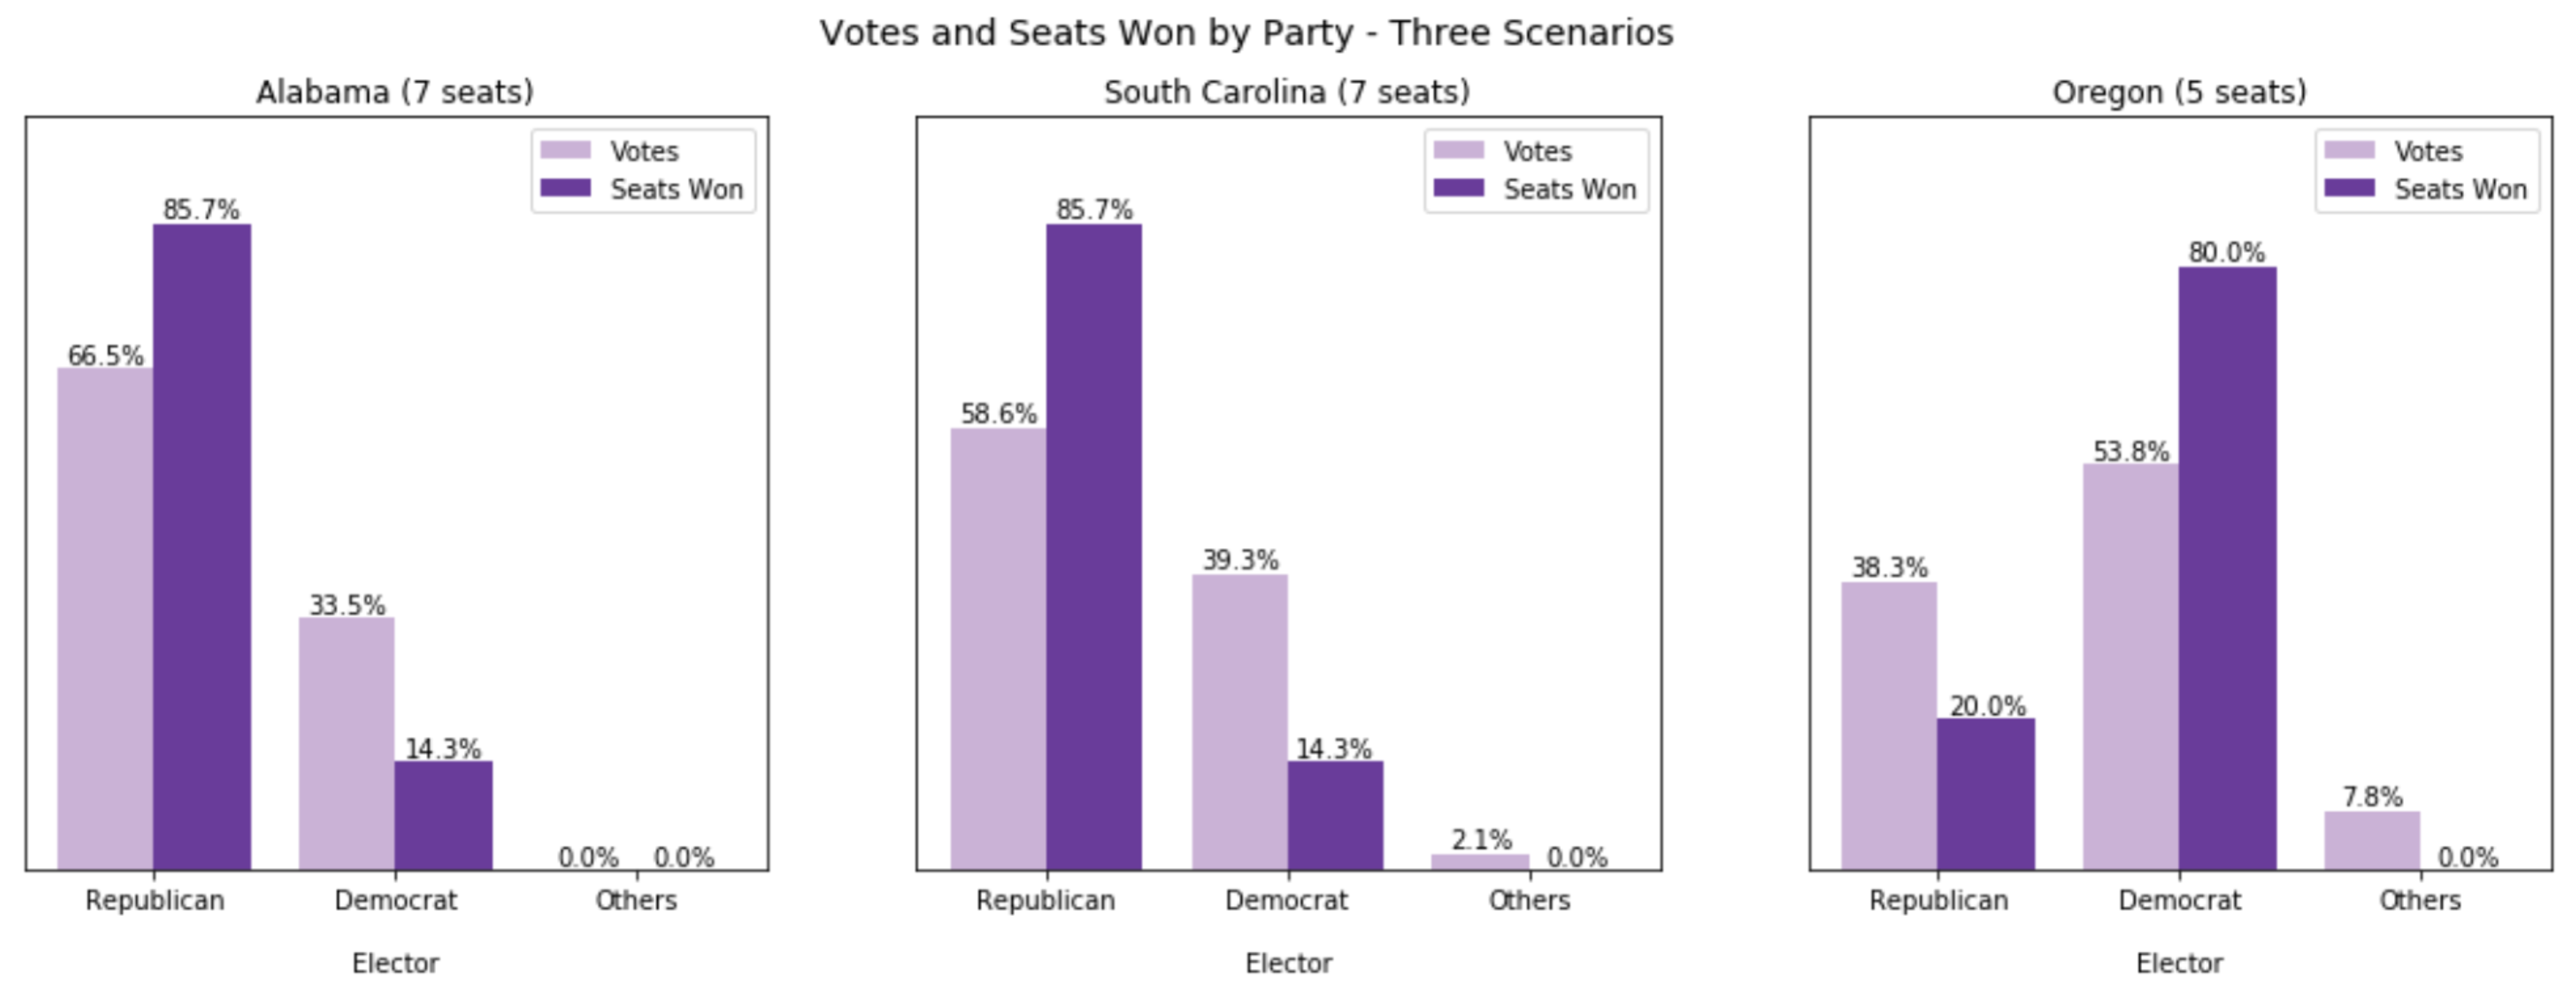 Votes and Seats Won by Party - Three Scenarios
Alabama (7 seats)
Votes
Seats Won
85.7%
66.5%
33.5%
14.3%
0.0% 0.0%
Republican Democrat Others
Elector
South Carolina (7 seats)
Votes
Seats Won
85.7%
58.6%
39.3%
14.3%
2.1%
0.0%
Republican Democrat Others
Elector
Oregon (5 seats)
Votes
Seats Won
80.0%
53.8%
38.3%
20.0%
7.8%
0.0%
Republican Democrat Others
Elector